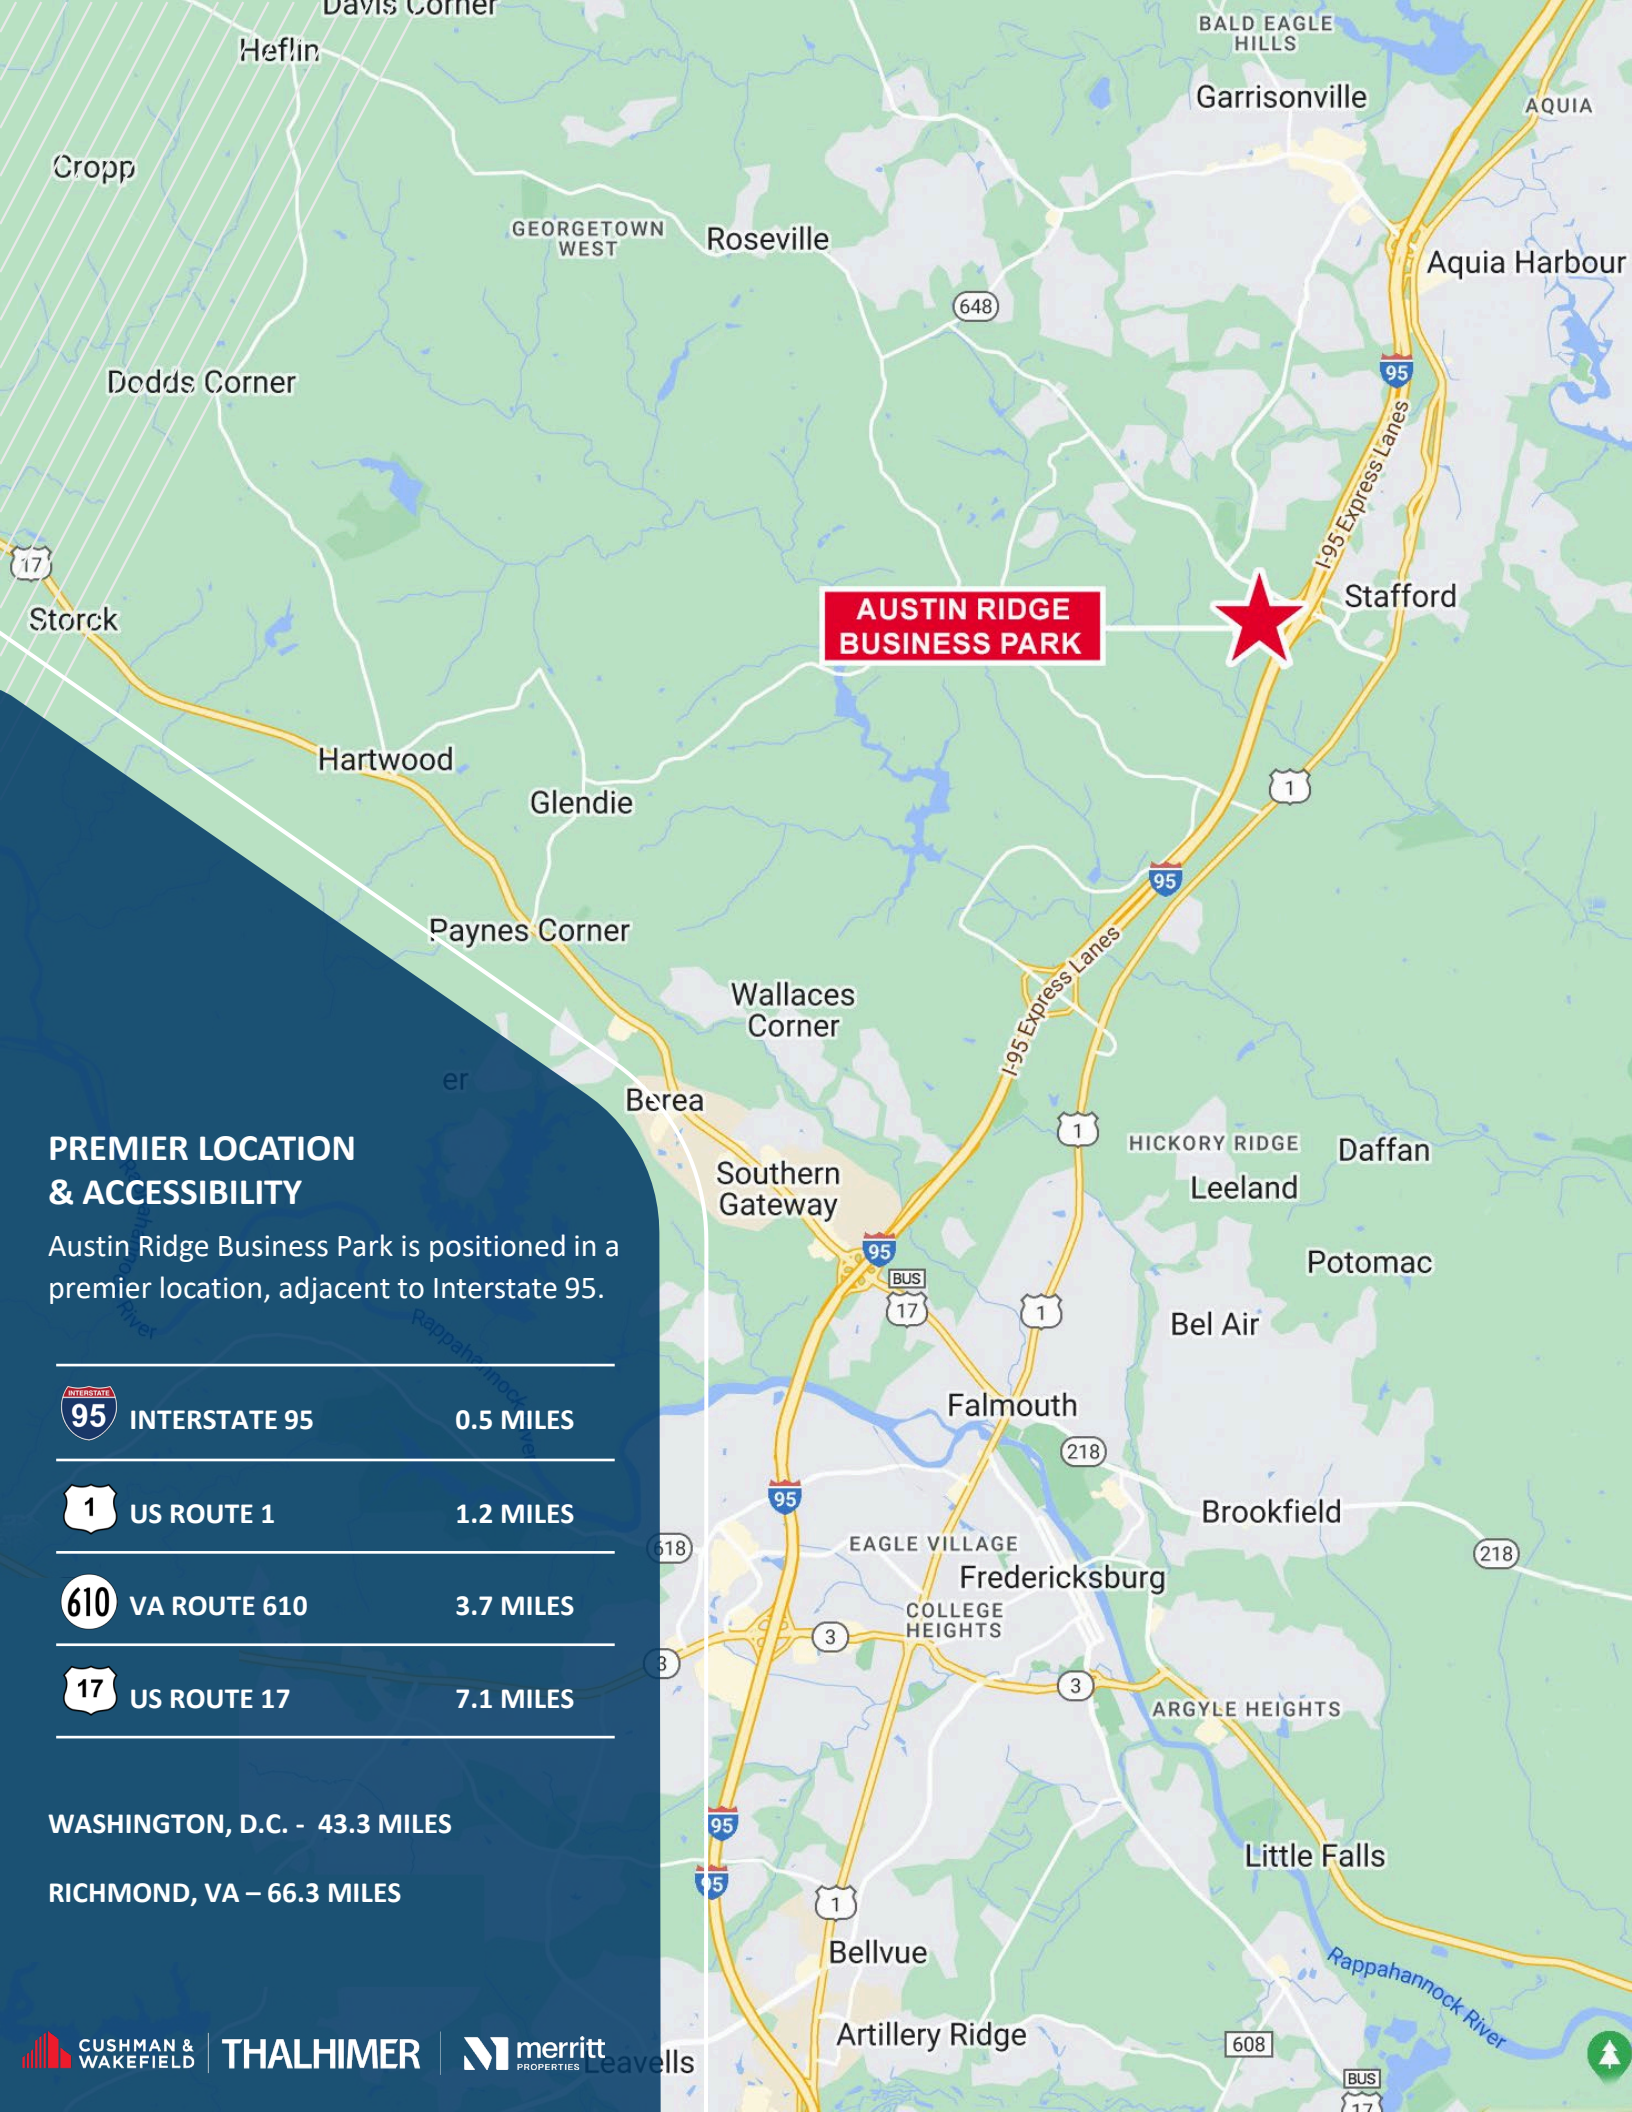 Davis Corner
Heflin
BALD EAGLE
HILLS
Garrisonville
AQUIA
Cropp
GEORGETOWN
WEST
Roseville
Aquia Harbour
648
95
Dodds Corner
I-95 Express Lanes
17
Storck
AUSTIN RIDGE
BUSINESS PARK
Stafford
Hartwood
1
Glendie
95
Paynes Corner
I-95 Express Lanes
Wallaces
Corner
er
Berea
1
HICKORY RIDGE
Daffan
Southern
Gateway
Leeland
95
BUS
17
1
Potomac
Bel Air
Falmouth
218
95
Brookfield
EAGLE VILLAGE
618
218
Fredericksburg
COLLEGE
HEIGHTS
3
3
3
ARGYLE HEIGHTS
95
Little Falls
95
1
Bellvue
Rappahannock River
Artillery Ridge
608
Leavells
BUS
17
PREMIER LOCATION
& ACCESSIBILITY
Austin Ridge Business Park is positioned in a
premier location, adjacent to Interstate 95.
Rappahannock River
Rappahannock River
INTERSTATE
95 INTERSTATE 95 0.5 MILES
1 US ROUTE 1 1.2 MILES
610 VA ROUTE 610 3.7 MILES
17 US ROUTE 17 7.1 MILES
WASHINGTON, D.C. - 43.3 MILES
RICHMOND, VA – 66.3 MILES
CUSHMAN &
WAKEFIELD
THALHIMER
merritt
PROPERTIES